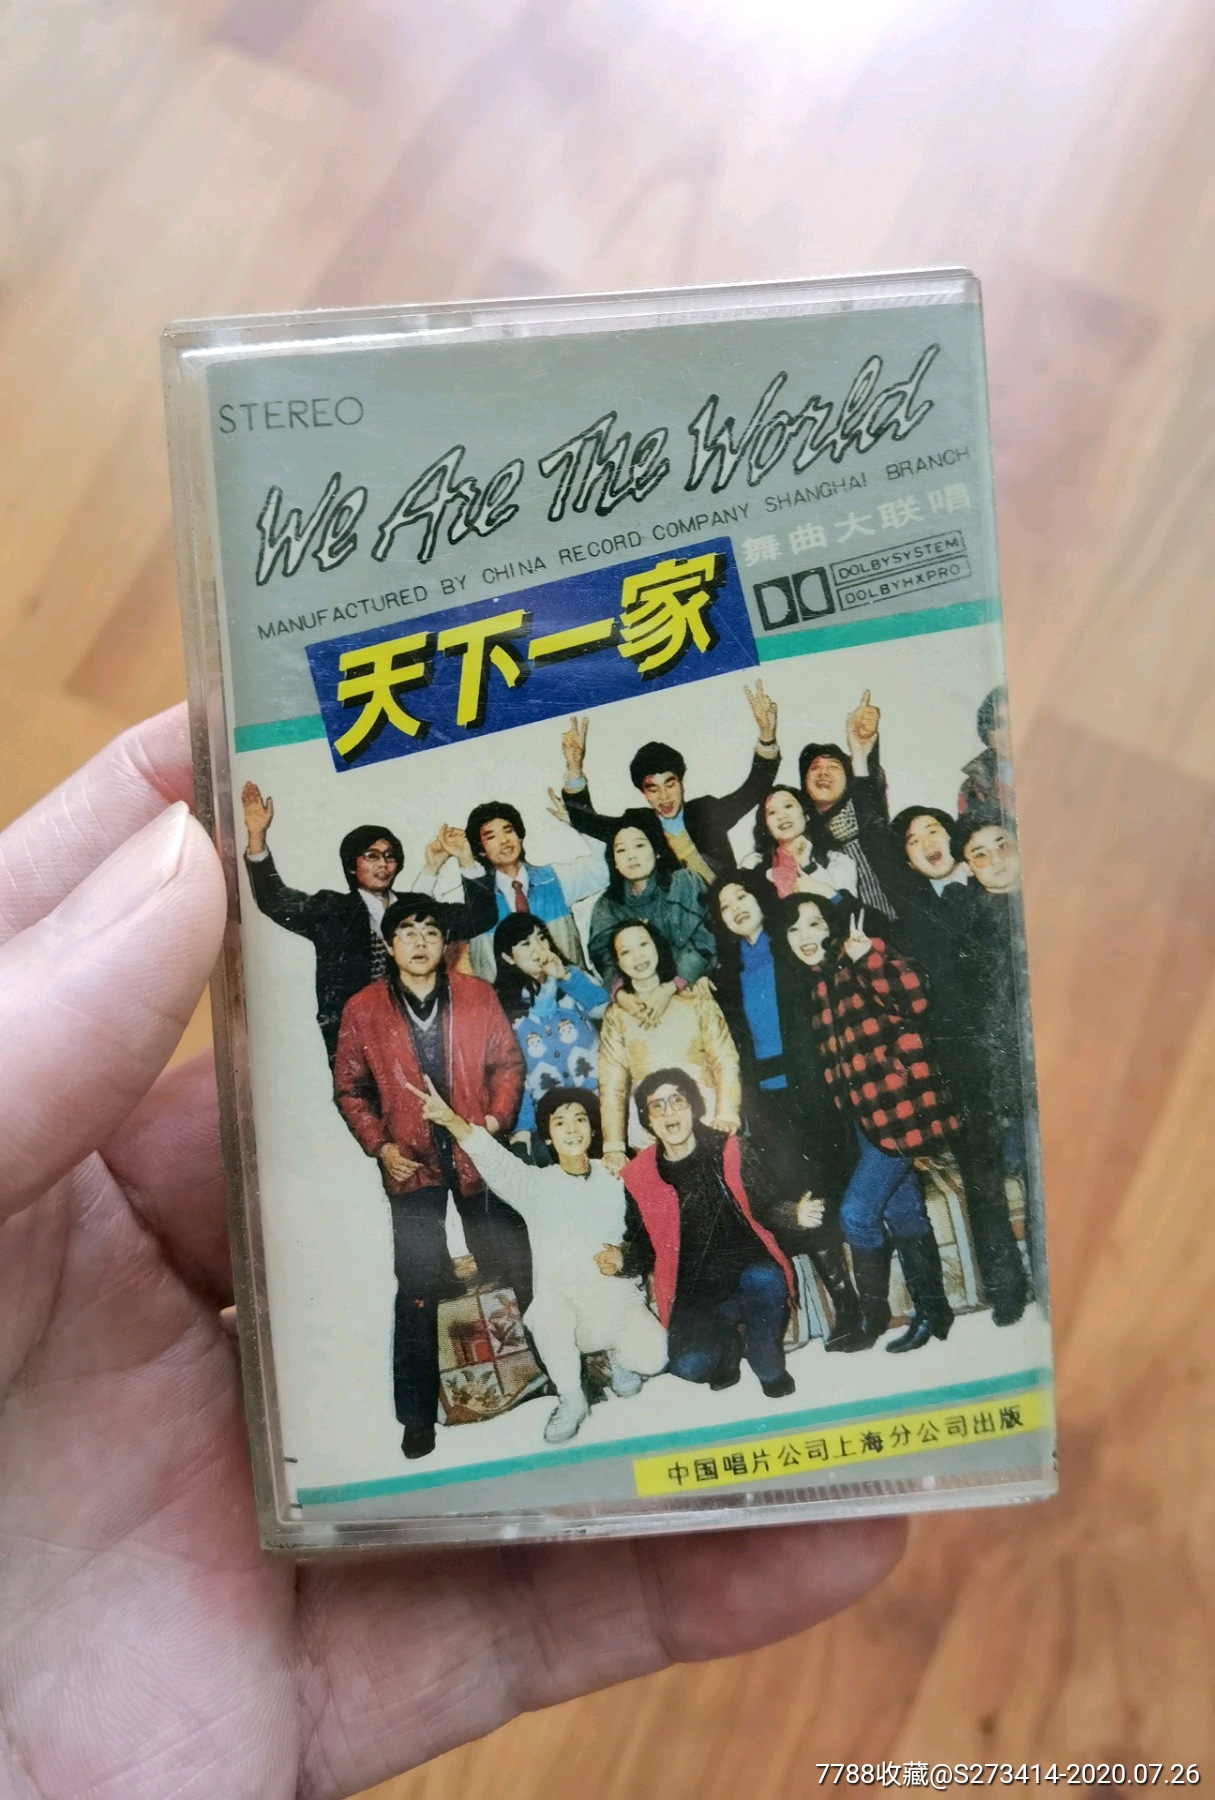 STEREO
We Are The World
MANUFACTURED BY CHINA RECORD COMPANY SHANGHAI BRANCH
舞曲大联唱
天下一家
DOLBYSYSTEM
DOLBYHXPRO
中国唱片公司上海分公司出版
7788收藏@S273414-2020.07.26